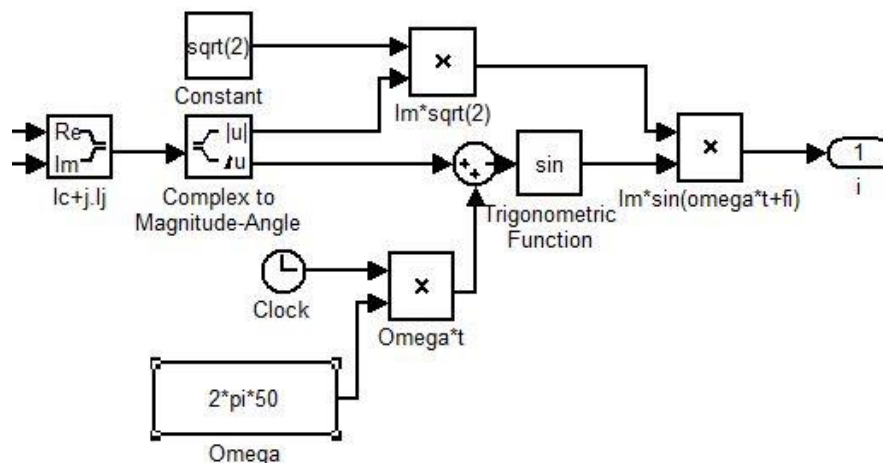 sqrt(2)
Constant
×
Im*sqrt(2)
Re
Im
Ic+j.Ij
|u|
u
Complex to
Magnitude-Angle
+
+
sin
Trigonometric
Function
×
Im*sin(omega*t+fi)
1
i
Clock
×
Omega*t
2*pi*50
Omega